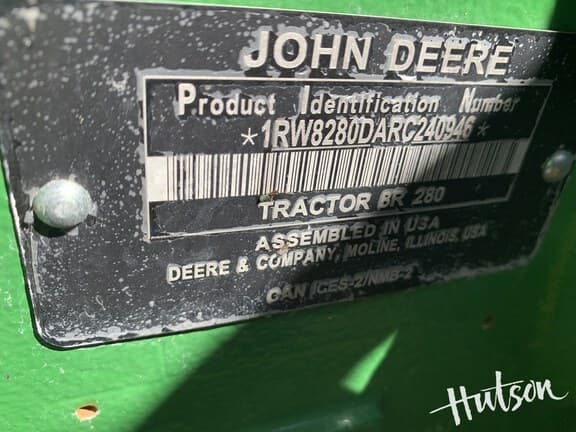 JOHN DEERE
Product Identification Number
*1RW8280DARC240946*
TRACTOR 8R 280
ASSEMBLED IN USA
DEERE & COMPANY, MOLINE, ILLINOIS, USA
CAN ICES-2/NMB-2
Hutson